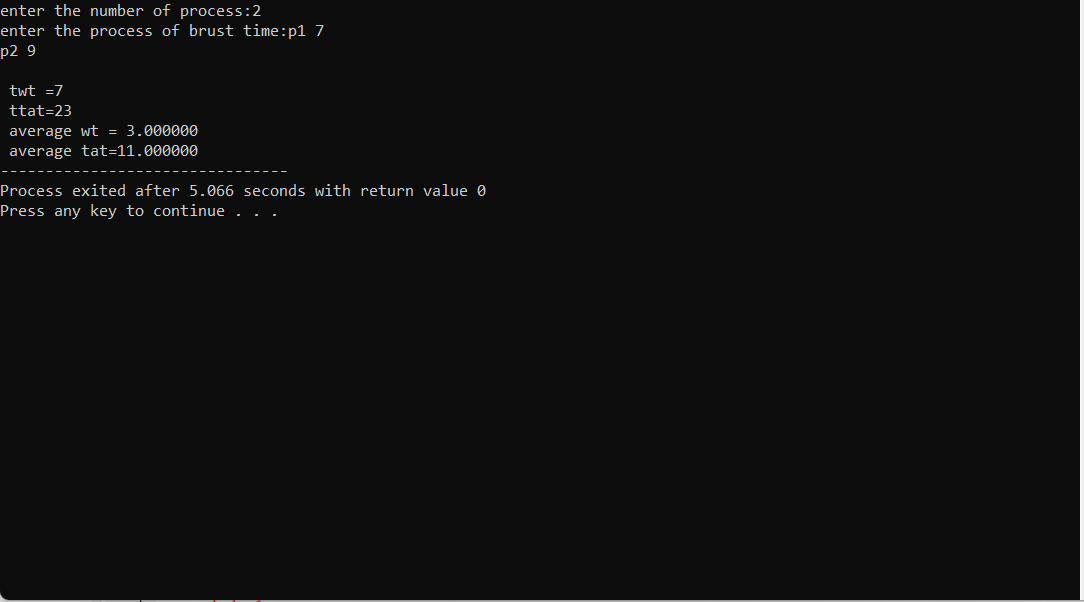 enter the number of process:2
enter the process of brust time:p1 7
p2 9
twt =7
ttat=23
average wt = 3.000000
average tat=11.000000
--------------------------------
Process exited after 5.066 seconds with return value 0
Press any key to continue . . .